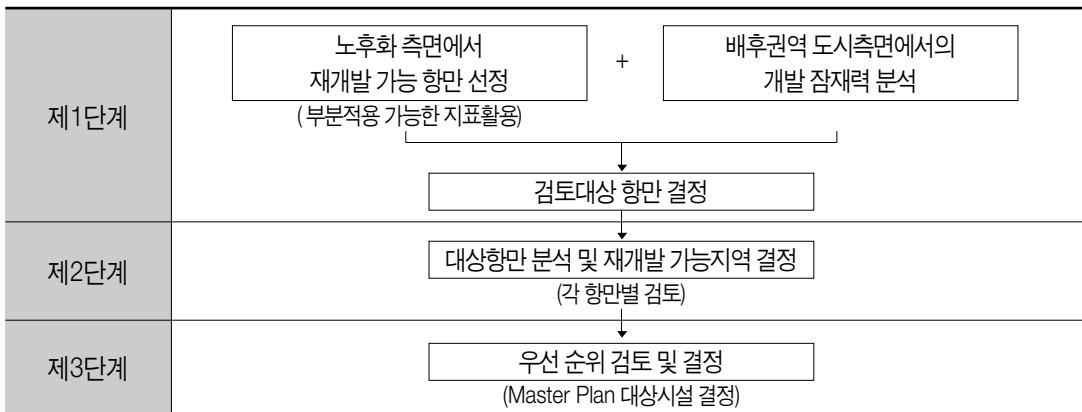 제1단계
노후화 측면에서
재개발 가능 항만 선정
(부분적용 가능한 지표활용)
+
배후권역 도시측면에서의
개발 잠재력 분석
검토대상 항만 결정
제2단계
대상항만 분석 및 재개발 가능지역 결정
(각 항만별 검토)
제3단계
우선 순위 검토 및 결정
(Master Plan 대상시설 결정)